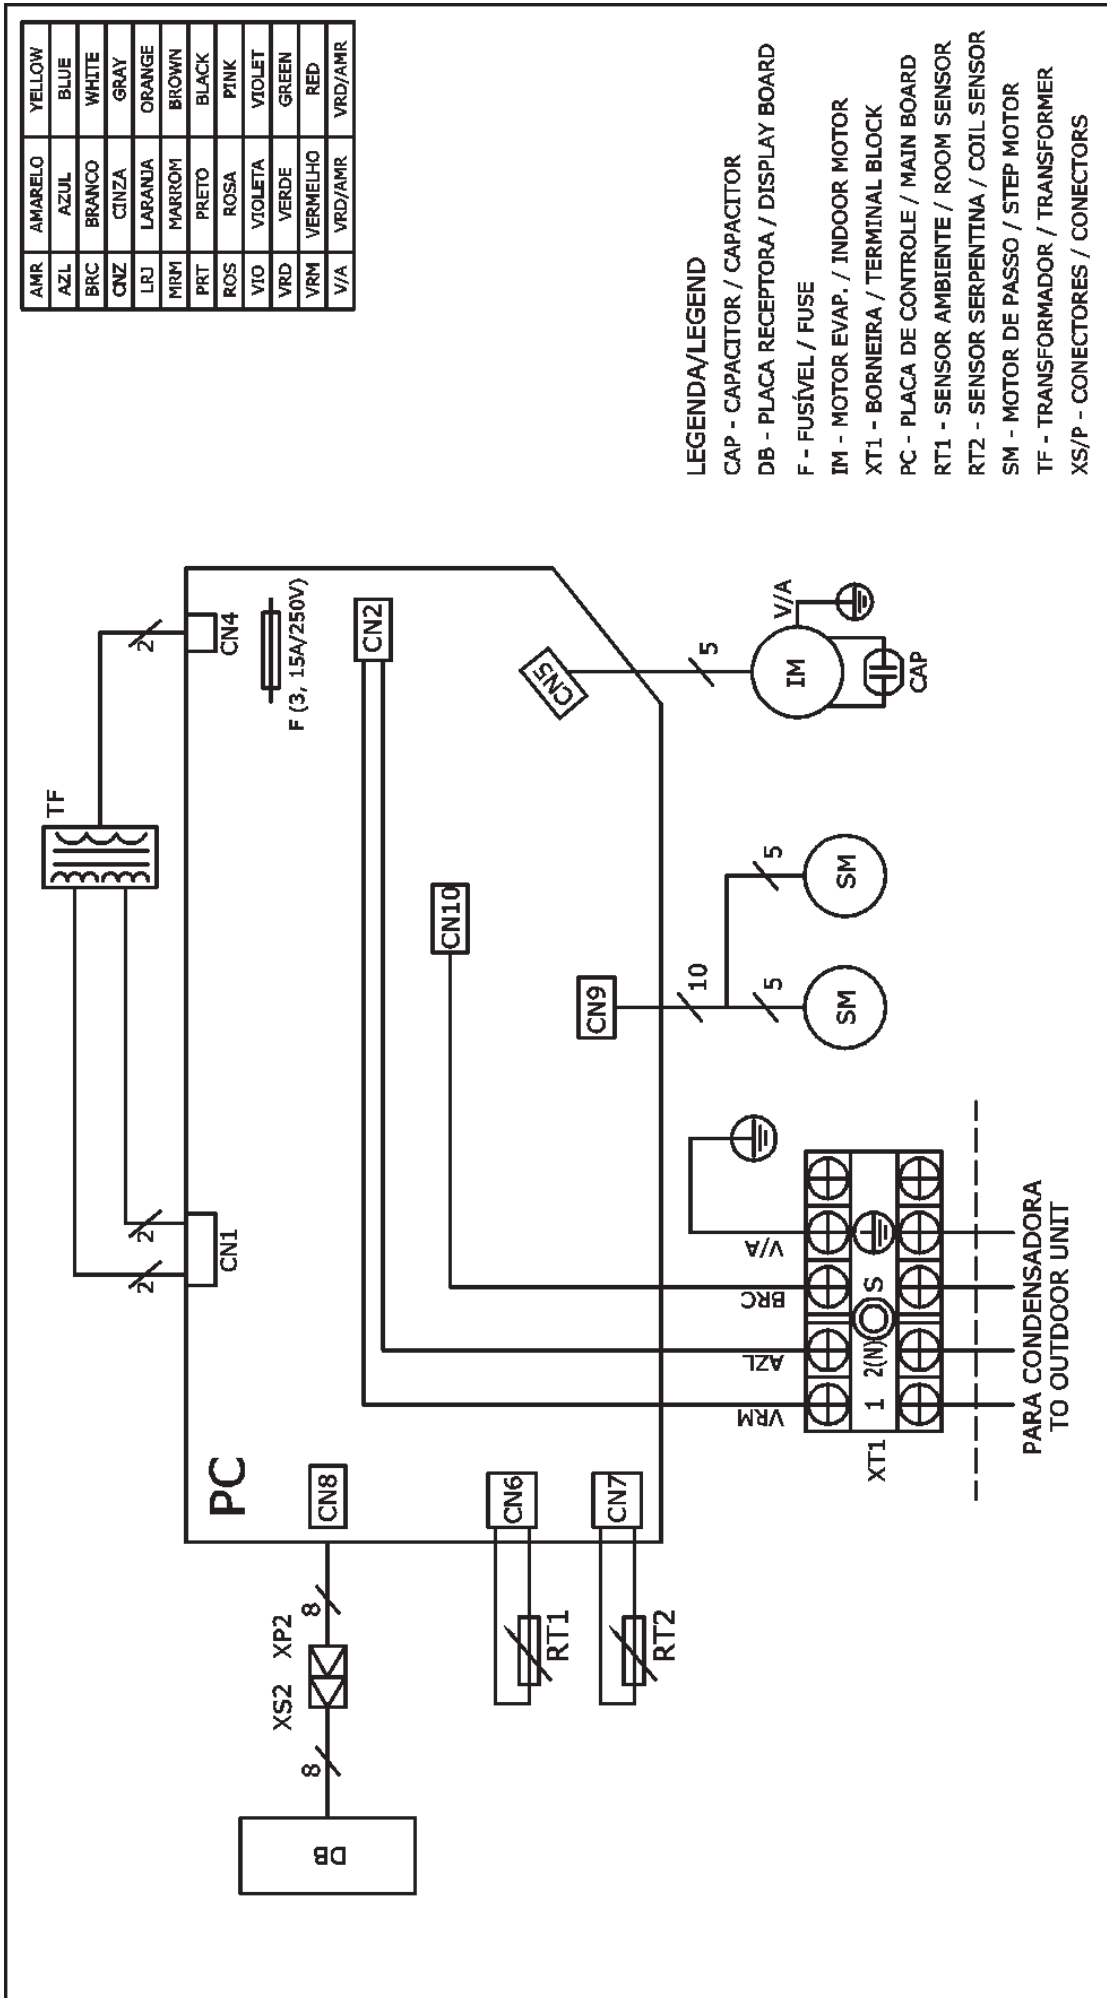 AMR AMARELO YELLOW
AZL AZUL BLUE
BRC BRANCO WHITE
CNZ CINZA GRAY
LRJ LARANJA ORANGE
MRM MARROM BROWN
PRT PRETO BLACK
ROS ROSA PINK
VIO VIOLETA VIOLET
VRD VERDE GREEN
VRM VERMELHO RED
V/A VRD/AMR VRD/AMR
TF
2
2
2
CN1
CN4
F (3, 15A/250V)
PC
CN2
CN8
XS2 XP2
8
8
DB
CN10
CN6
RT1
CN7
RT2
CN9
10
5
SM
5
SM
CN5
5
IM
V/A
CAP
VRM
AZL
BRC
V/A
XT1
1
2(N)
S
PARA CONDENSADORA
TO OUTDOOR UNIT
LEGENDA/LEGEND
CAP - CAPACITOR / CAPACITOR
DB - PLACA RECEPTORA / DISPLAY BOARD
F - FUSÍVEL / FUSE
IM - MOTOR EVAP. / INDOOR MOTOR
XT1 - BORNEIRA / TERMINAL BLOCK
PC - PLACA DE CONTROLE / MAIN BOARD
RT1 - SENSOR AMBIENTE / ROOM SENSOR
RT2 - SENSOR SERPENTINA / COIL SENSOR
SM - MOTOR DE PASSO / STEP MOTOR
TF - TRANSFORMADOR / TRANSFORMER
XS/P - CONECTORES / CONECTORS